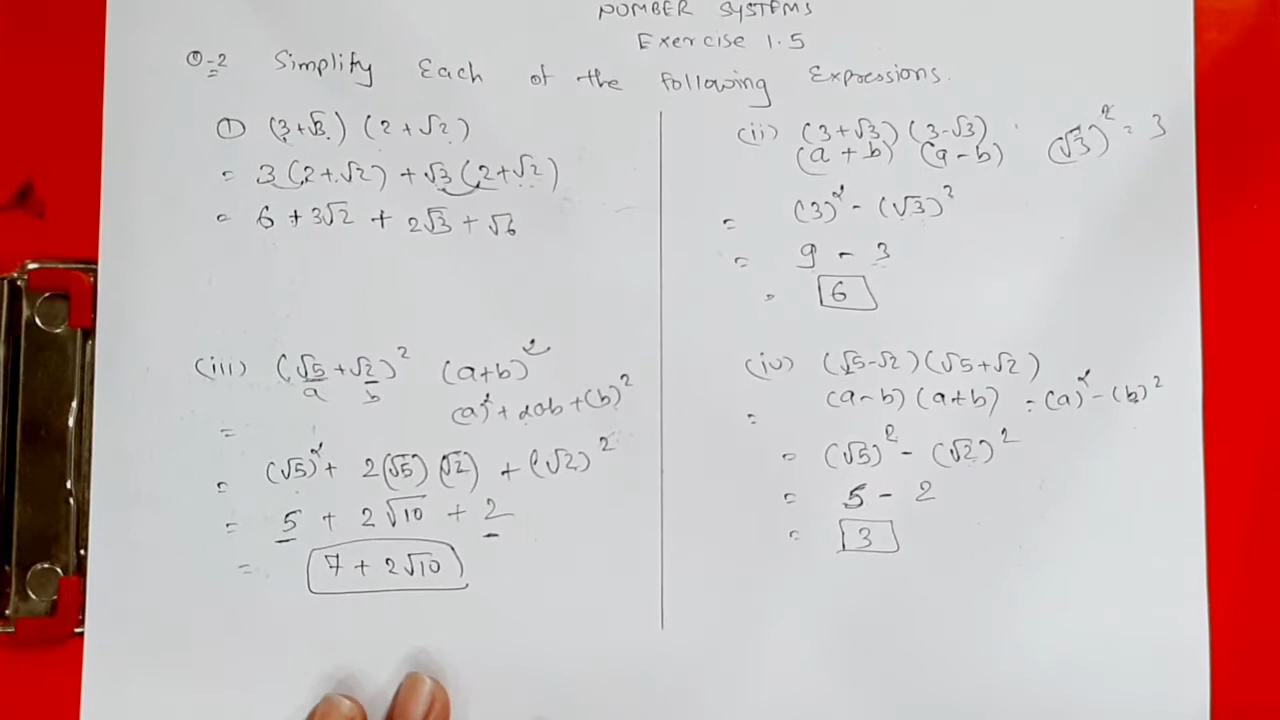 NUMBER SYSTEMS
Exercise 1.5
Q-2 Simplify Each of the following Expressions.
① (3+√3) (2+√2)
= 3(2+√2) + √3(2+√2)
= 6 + 3√2 + 2√3 + √6
(ii) (3+√3)(3-√3) (√3)² = 3
(a + b) (a - b)
= (3)² - (√3)²
= 9 - 3
= 6
(iii) (√5 + √2)² (a+b)²
a b
(a)² + 2ab + (b)²
=
= (√5)² + 2(√5)(√2) + (√2)²
= 5 + 2√10 + 2
= 7 + 2√10
(iv) (√5-√2)(√5+√2)
= (a-b)(a+b) = (a)² - (b)²
= (√5)² - (√2)²
= 5 - 2
= 3